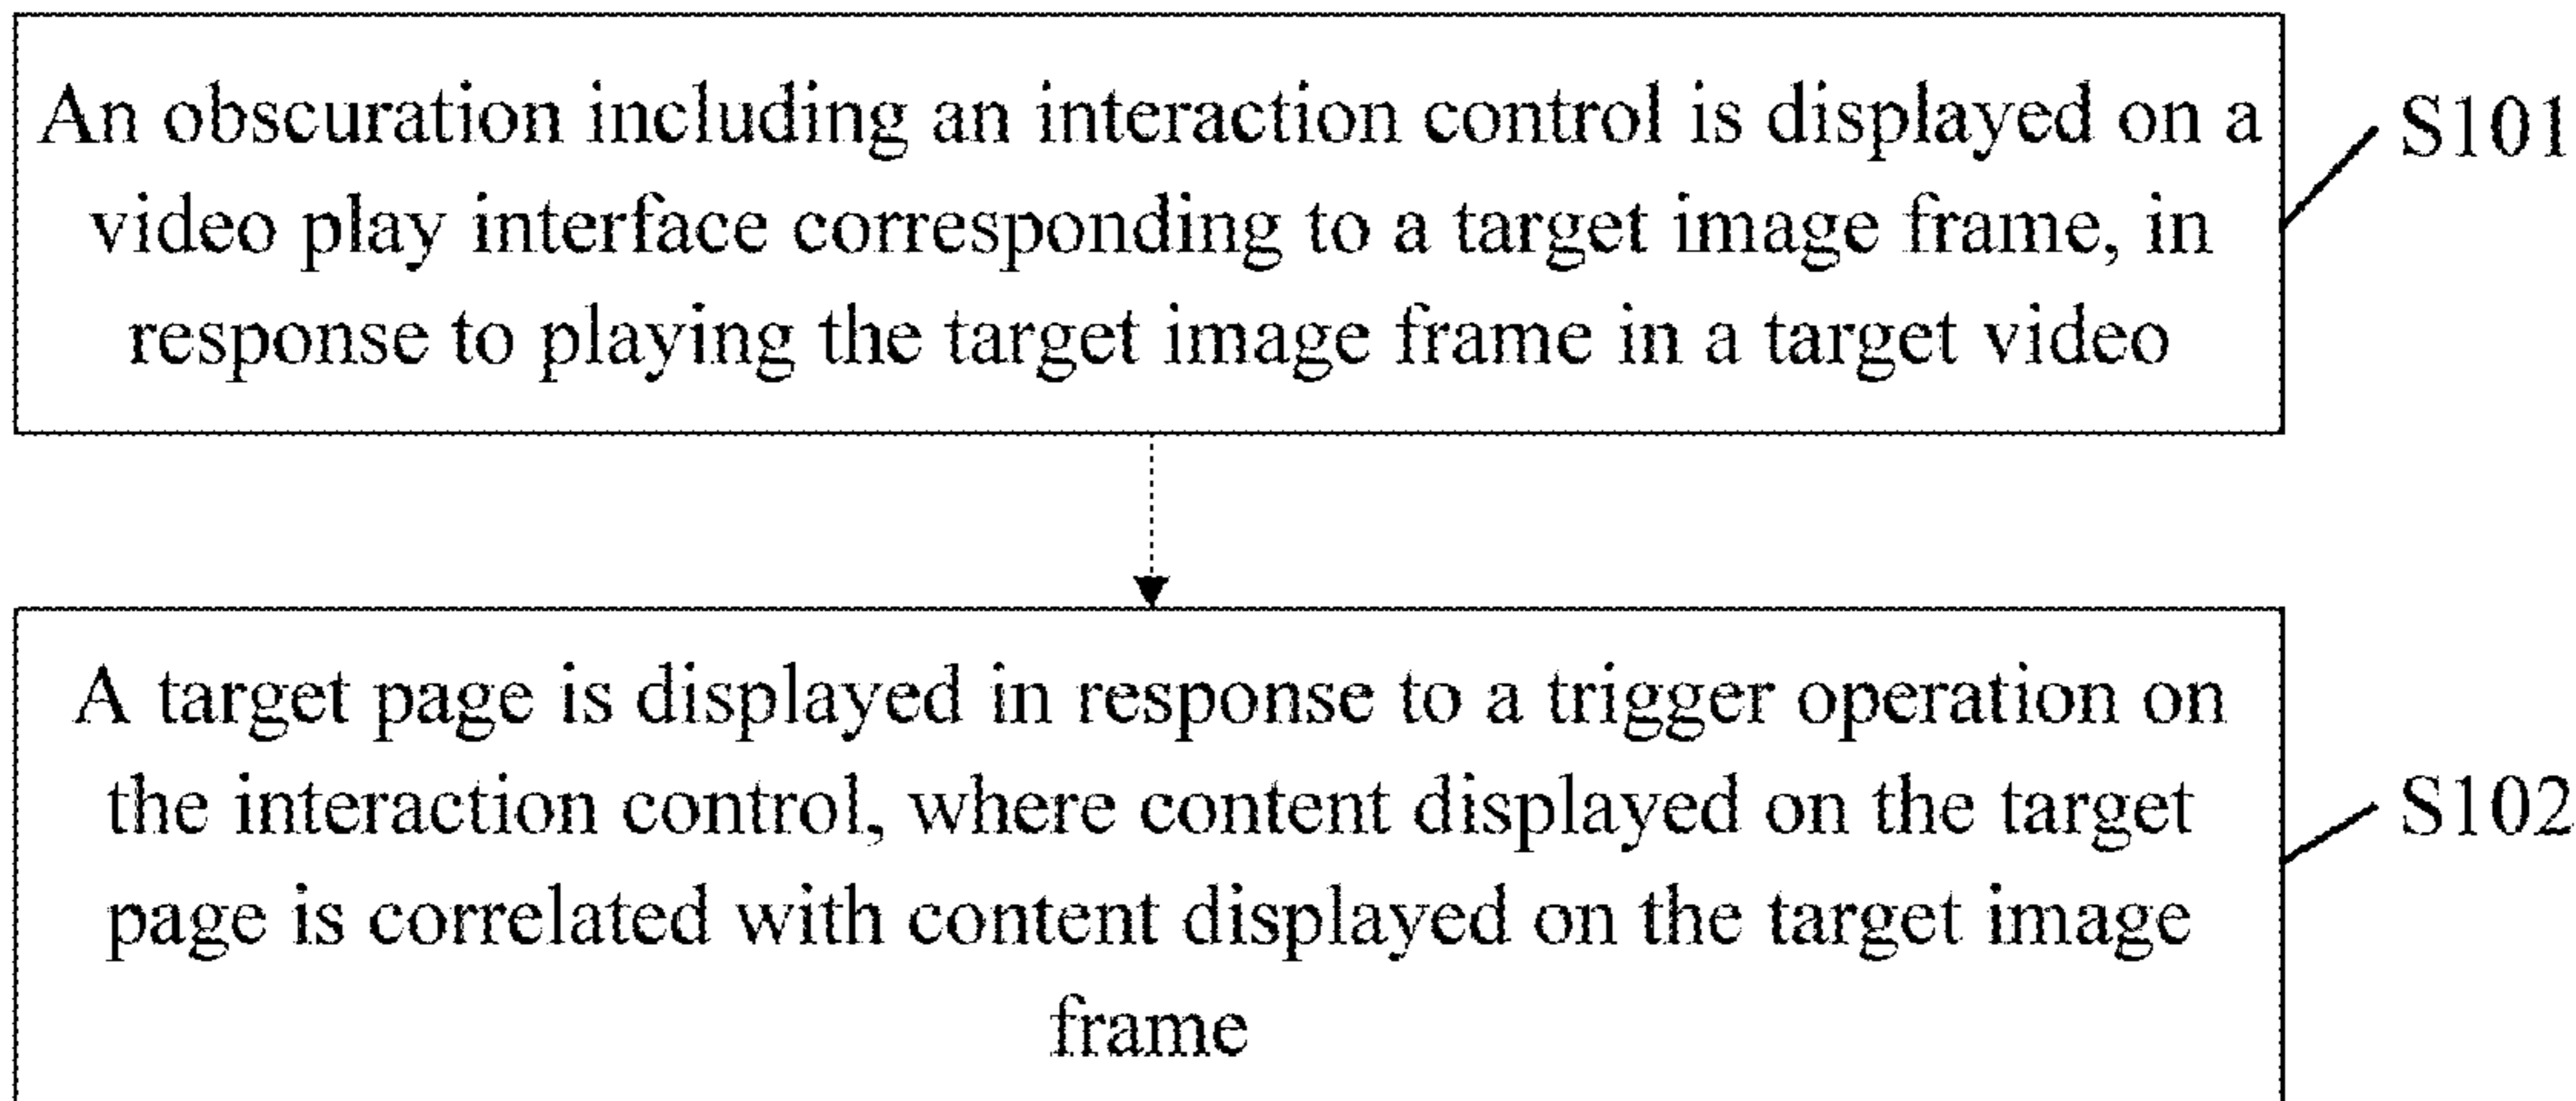 An obscuration including an interaction control is displayed on a
video play interface corresponding to a target image frame, in
response to playing the target image frame in a target video
S101
A target page is displayed in response to a trigger operation on
the interaction control, where content displayed on the target
page is correlated with content displayed on the target image
frame
S102